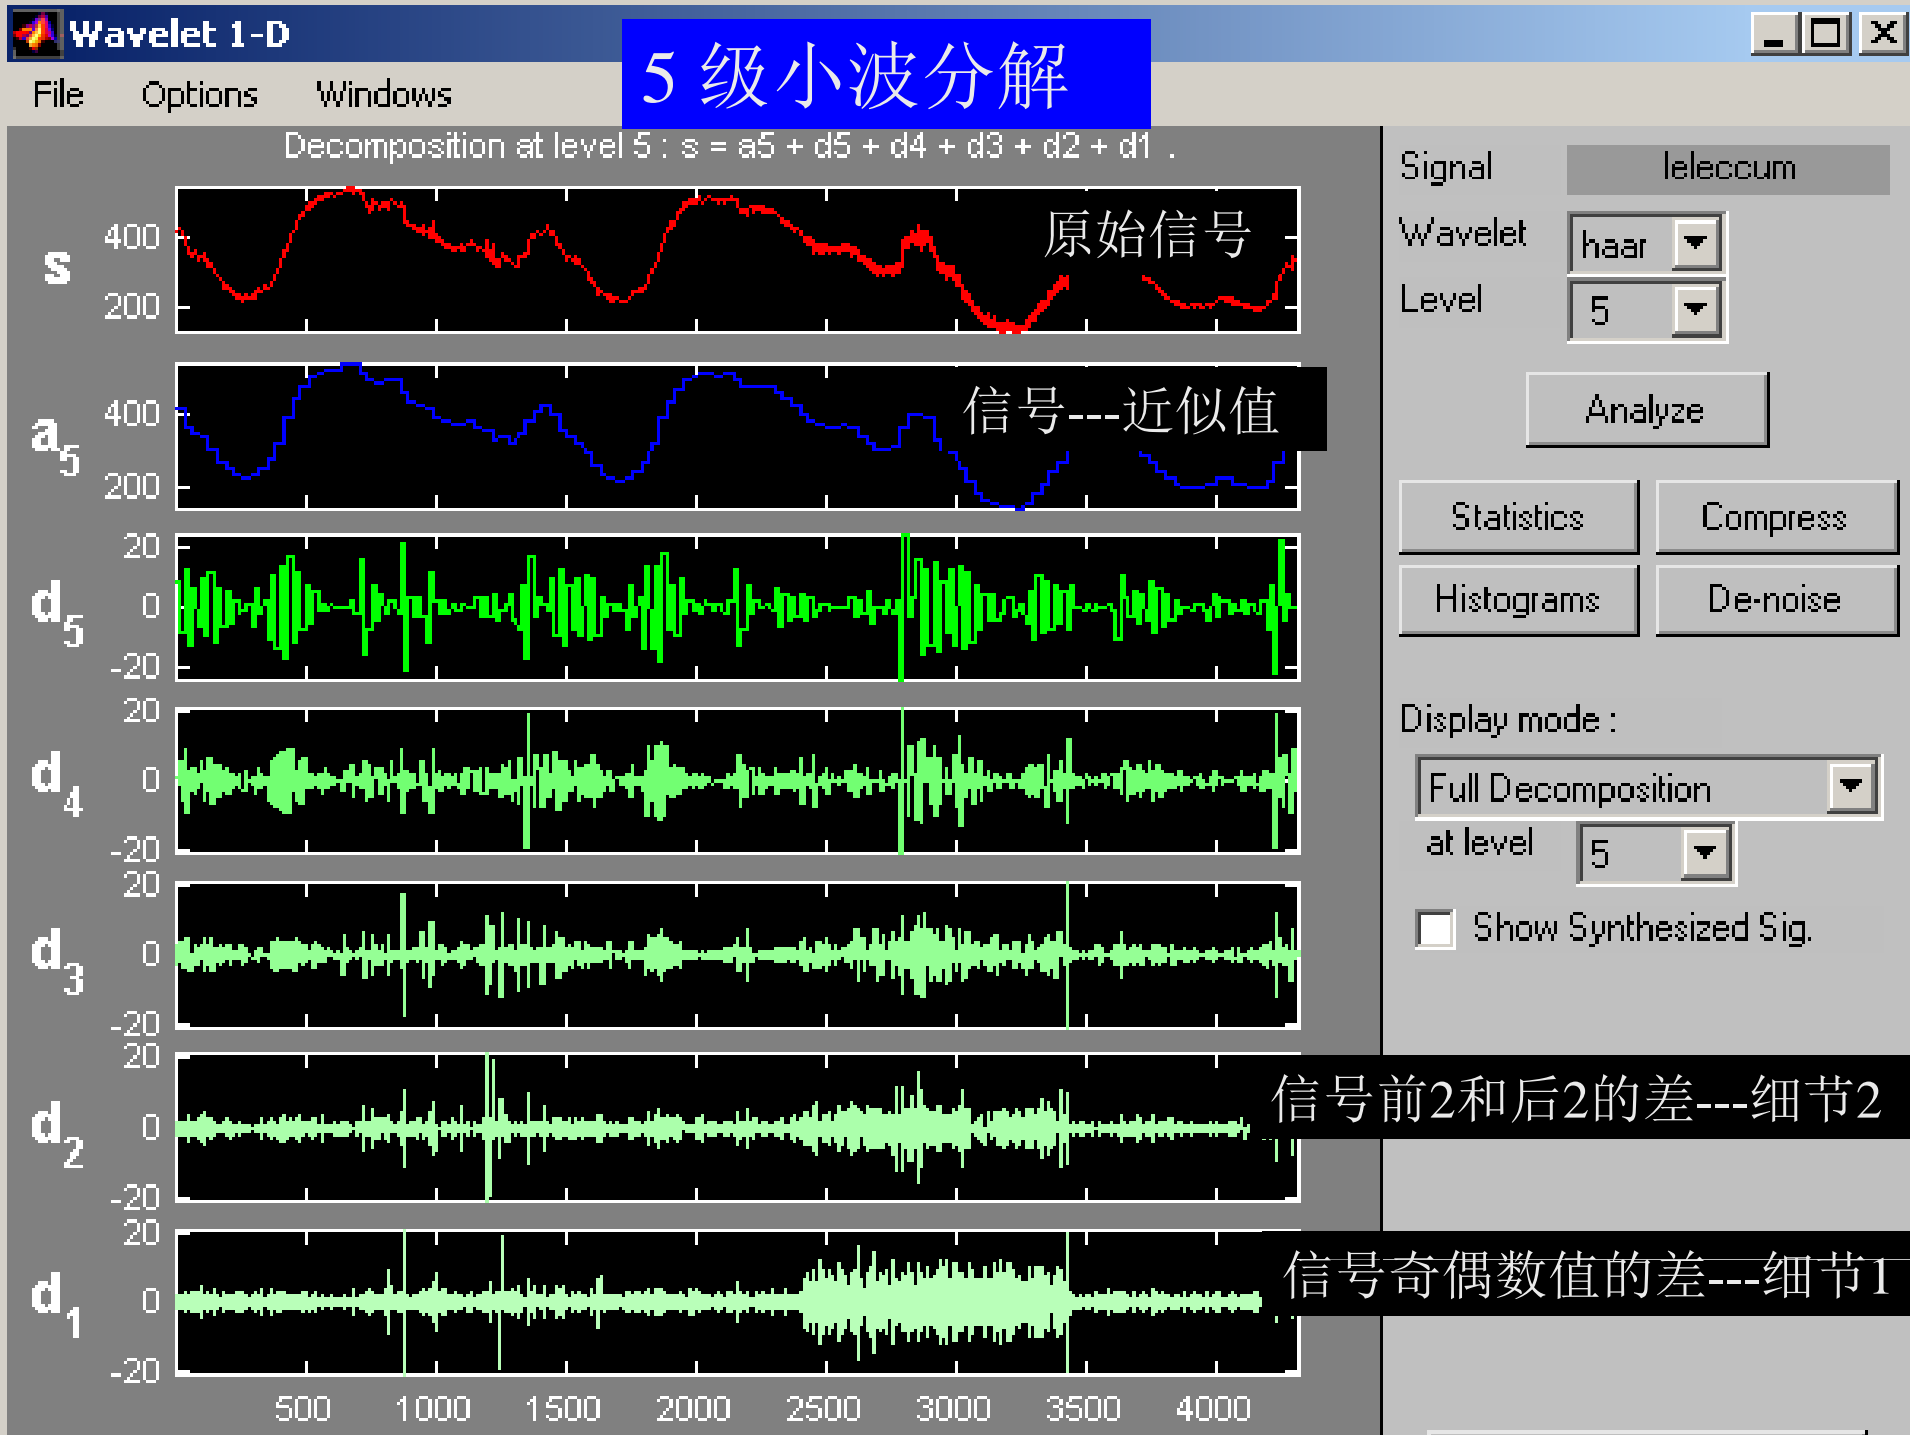 Wavelet 1-D
5 级小波分解
File Options Windows
Decomposition at level 5 : s = a5 + d5 + d4 + d3 + d2 + d1 .
s
400
200
原始信号
a5
400
200
信号---近似值
d5
20
0
-20
d4
20
0
-20
d3
20
0
-20
d2
20
0
-20
信号前2和后2的差---细节2
d1
20
0
-20
信号奇偶数值的差---细节1
500 1000 1500 2000 2500 3000 3500 4000
Signal leleccum
Wavelet haar
Level 5
Analyze
Statistics Compress
Histograms De-noise
Display mode :
Full Decomposition
at level 5
Show Synthesized Sig.